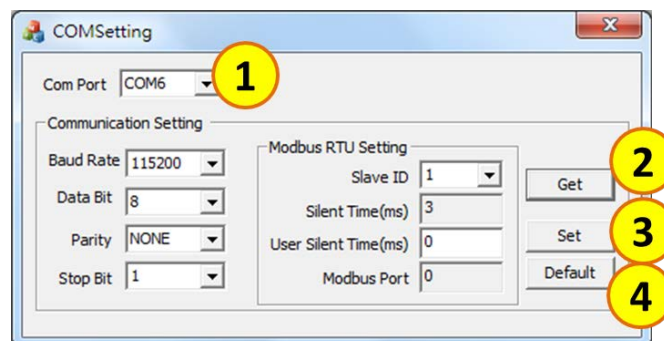 COMSetting
Com Port COM6 1
Communication Setting
Baud Rate 115200
Data Bit 8
Parity NONE
Stop Bit 1
Modbus RTU Setting
Slave ID 1
Silent Time(ms) 3
User Silent Time(ms) 0
Modbus Port 0
Get 2
Set 3
Default 4